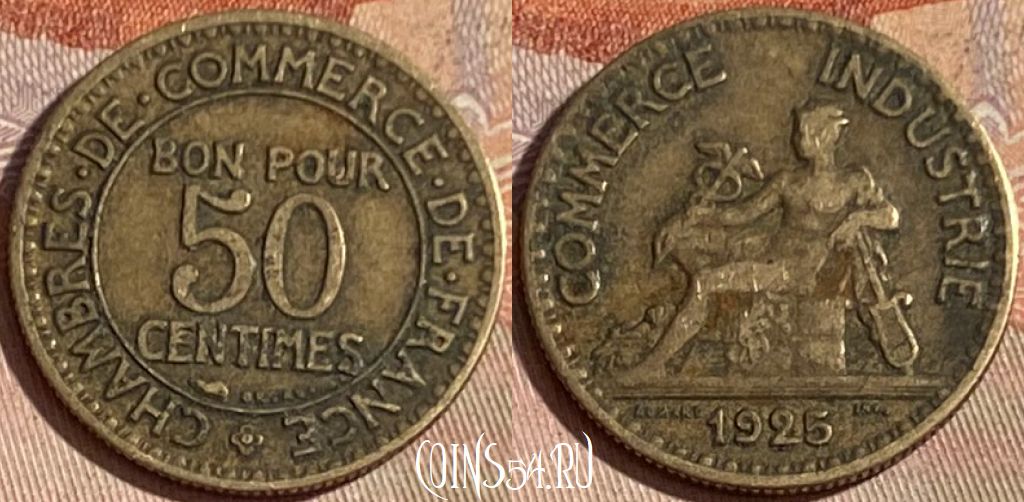 CHAMBRES·DE·COMMERCE·DE·FRANCE
BON POUR
50
CENTIMES
COMMERCE INDUSTRIE
1925
COINS54.RU